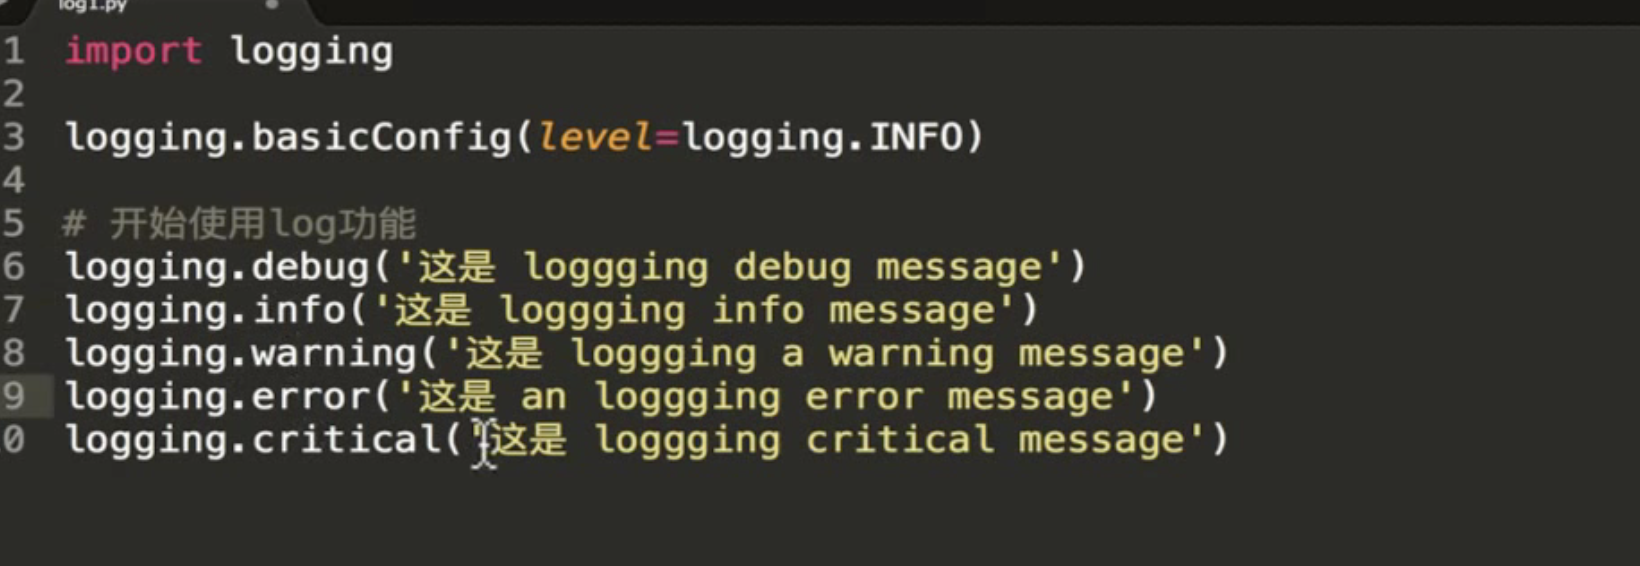 log1.py
1 import logging
2
3 logging.basicConfig(level=logging.INFO)
4
5 # 开始使用log功能
6 logging.debug('这是 loggging debug message')
7 logging.info('这是 loggging info message')
8 logging.warning('这是 loggging a warning message')
9 logging.error('这是 an loggging error message')
0 logging.critical('这是 loggging critical message')